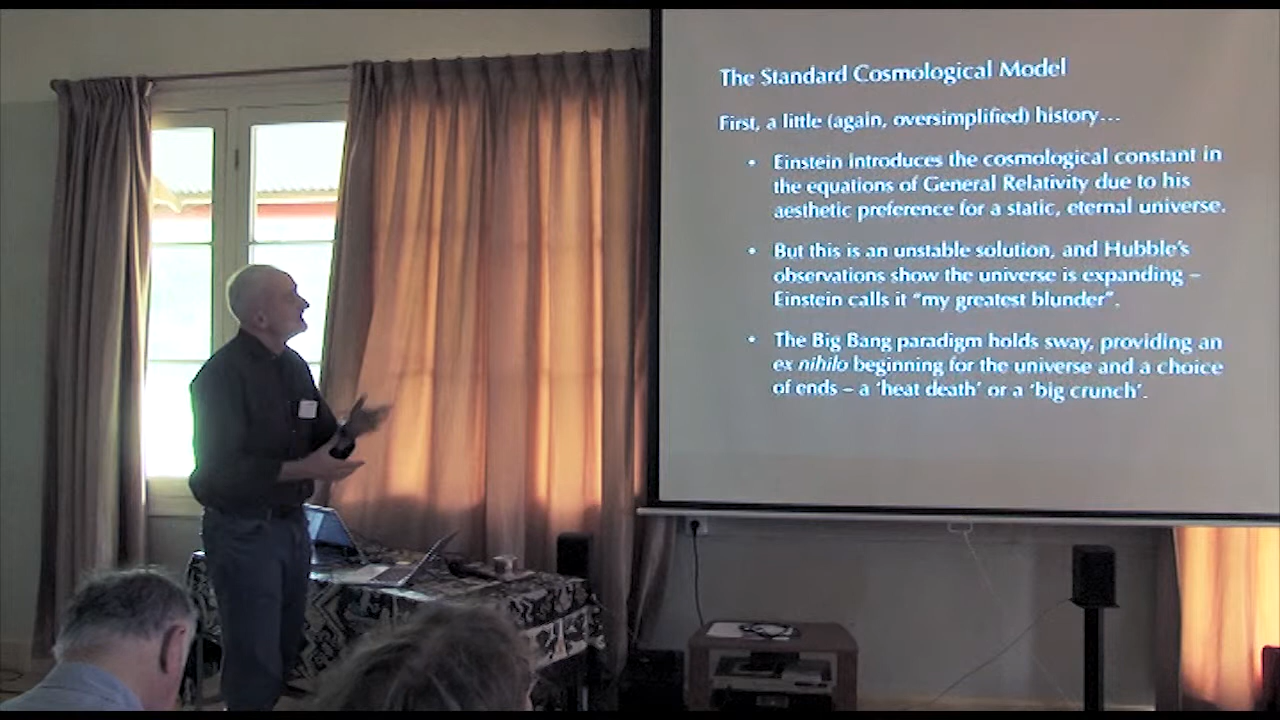 The Standard Cosmological Model
First, a little (again, oversimplified) history…
• Einstein introduces the cosmological constant in
the equations of General Relativity due to his
aesthetic preference for a static, eternal universe.
• But this is an unstable solution, and Hubble's
observations show the universe is expanding –
Einstein calls it "my greatest blunder".
• The Big Bang paradigm holds sway, providing an
ex nihilo beginning for the universe and a choice
of ends – a 'heat death' or a 'big crunch'.